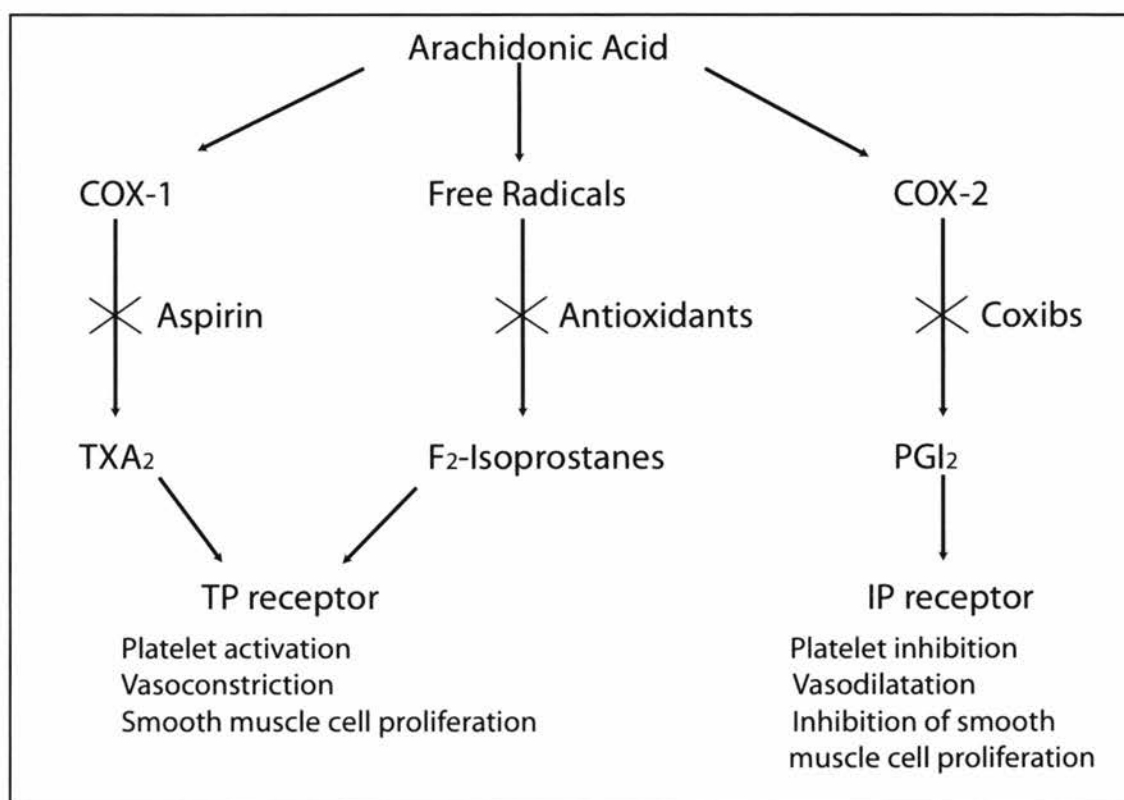 Arachidonic Acid
COX-1
Free Radicals
COX-2
Aspirin
Antioxidants
Coxibs
TXA₂
F₂-Isoprostanes
PGI₂
TP receptor
IP receptor
Platelet activation
Vasoconstriction
Smooth muscle cell proliferation
Platelet inhibition
Vasodilatation
Inhibition of smooth
muscle cell proliferation